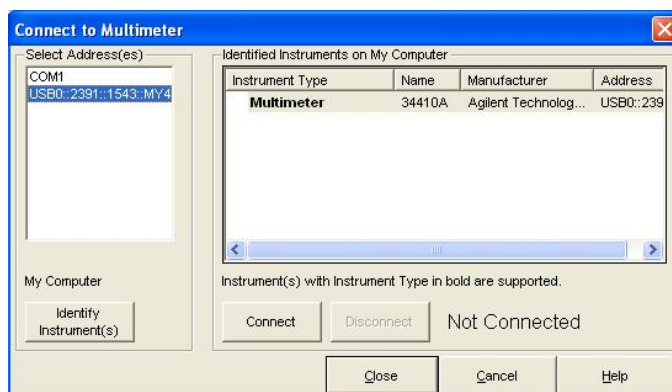 Connect to Multimeter
Select Address(es)
COM1
USB0::2391::1543::MY4
My Computer
Identify
Instrument(s)
Identified Instruments on My Computer
Instrument Type Name Manufacturer Address
Multimeter 34410A Agilent Technolog... USB0::239
Instrument(s) with Instrument Type in bold are supported.
Connect Disconnect Not Connected
Close Cancel Help